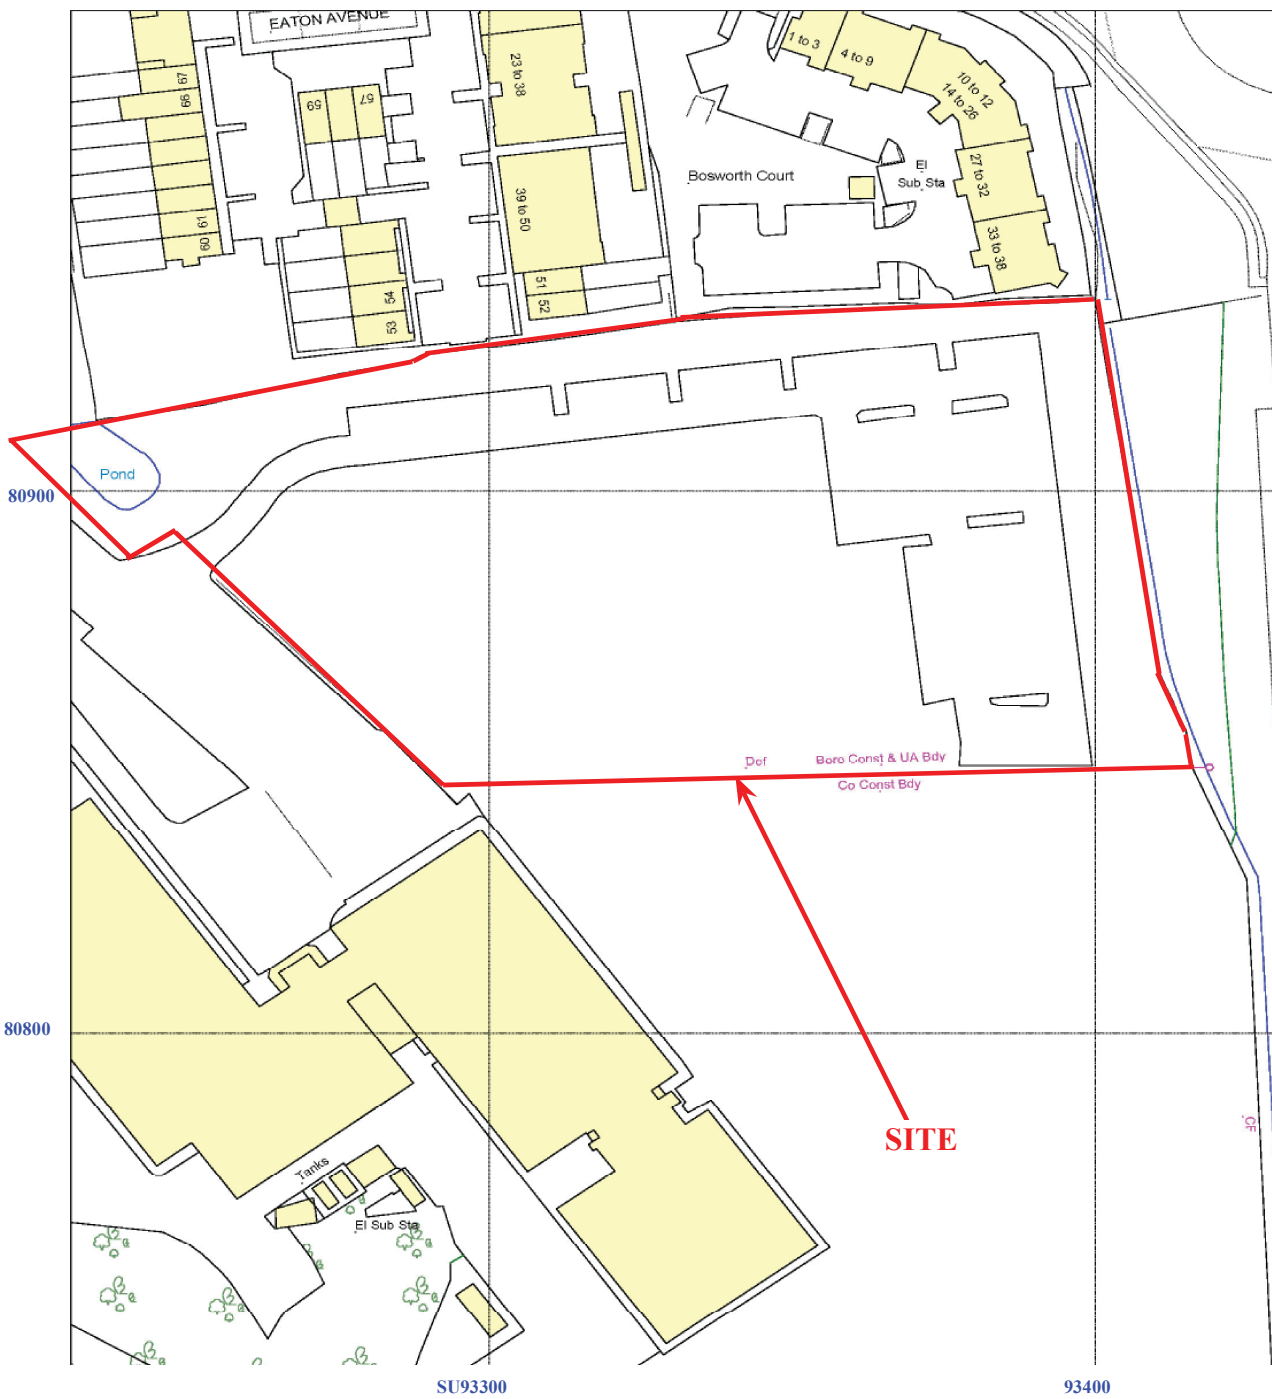 EATON AVENUE
1 to 3
4 to 9
10 to 12
14 to 26
23 to 38
67
66
59
57
El
Sub Sta
Bosworth Court
27 to 32
39 to 50
61
60
33 to 38
51
52
54
53
Pond
80900
Def
Boro Const & UA Bdy
Co Const Bdy
80800
CF
SITE
Tanks
El Sub Sta
SU93300
93400